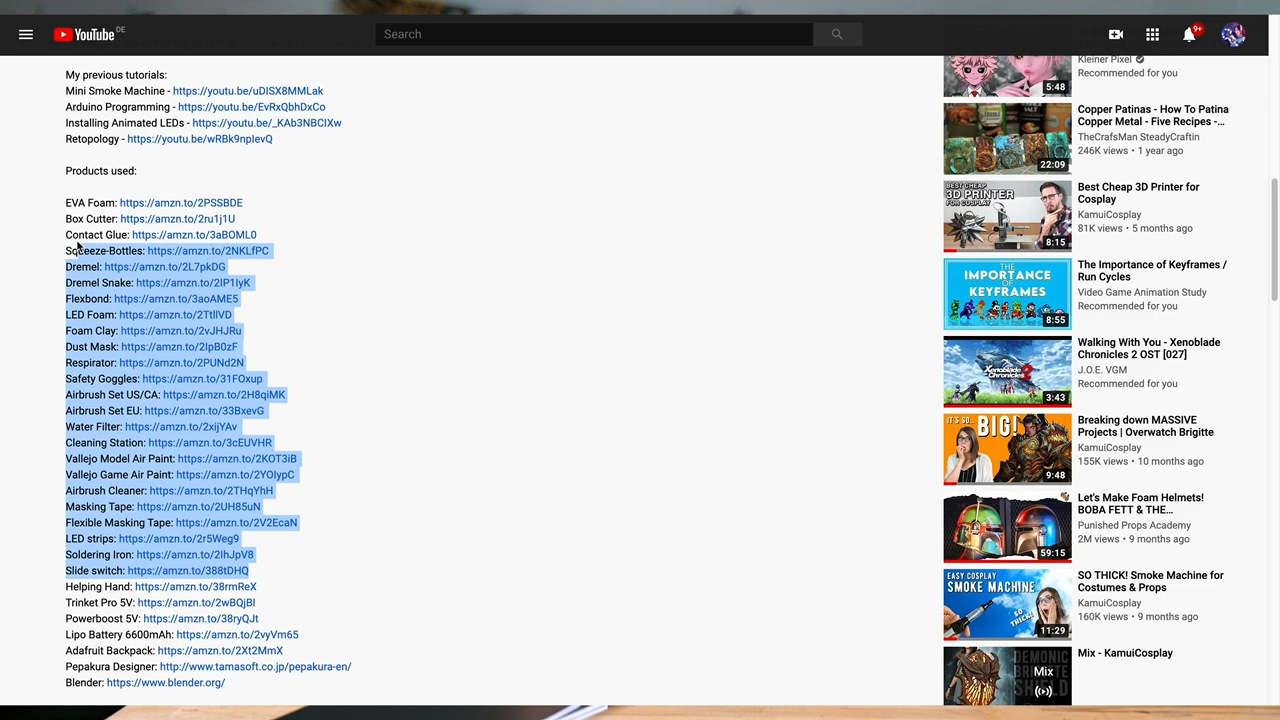 YouTube DE
Search
9+
My previous tutorials:
Mini Smoke Machine - https://youtu.be/uDISX8MMLak
Arduino Programming - https://youtu.be/EvRxQbhDxCo
Installing Animated LEDs - https://youtu.be/_KAb3NBCIXw
Retopology - https://youtu.be/wRBk9npIevQ
Products used:
EVA Foam: https://amzn.to/2PSSBDE
Box Cutter: https://amzn.to/2ru1j1U
Contact Glue: https://amzn.to/3aBOML0
Squeeze-Bottles: https://amzn.to/2NKLfPC
Dremel: https://amzn.to/2L7pkDG
Dremel Snake: https://amzn.to/2IP1IyK
Flexbond: https://amzn.to/3aoAME5
LED Foam: https://amzn.to/2TtIlVD
Foam Clay: https://amzn.to/2vJHJRu
Dust Mask: https://amzn.to/2IpB0zF
Respirator: https://amzn.to/2PUNd2N
Safety Goggles: https://amzn.to/31FOxup
Airbrush Set US/CA: https://amzn.to/2H8qiMK
Airbrush Set EU: https://amzn.to/33BxevG
Water Filter: https://amzn.to/2xijYAv
Cleaning Station: https://amzn.to/3cEUVHR
Vallejo Model Air Paint: https://amzn.to/2KOT3iB
Vallejo Game Air Paint: https://amzn.to/2YOIypC
Airbrush Cleaner: https://amzn.to/2THqYhH
Masking Tape: https://amzn.to/2UH85uN
Flexible Masking Tape: https://amzn.to/2V2EcaN
LED strips: https://amzn.to/2r5Weg9
Soldering Iron: https://amzn.to/2IhJpV8
Slide switch: https://amzn.to/388tDHQ
Helping Hand: https://amzn.to/38rmReX
Trinket Pro 5V: https://amzn.to/2wBQjBI
Powerboost 5V: https://amzn.to/38ryQJt
Lipo Battery 6600mAh: https://amzn.to/2vyVm65
Adafruit Backpack: https://amzn.to/2Xt2MmX
Pepakura Designer: http://www.tamasoft.co.jp/pepakura-en/
Blender: https://www.blender.org/
5:48
Kleiner Pixel
Recommended for you
22:09
Copper Patinas - How To Patina
Copper Metal - Five Recipes -...
TheCrafsMan SteadyCraftin
246K views • 1 year ago
BEST CHEAP
3D PRINTER
FOR COSPLAY
8:15
Best Cheap 3D Printer for
Cosplay
KamuiCosplay
81K views • 5 months ago
THE
IMPORTANCE
OF
KEYFRAMES
8:55
The Importance of Keyframes /
Run Cycles
Video Game Animation Study
Recommended for you
Xenoblade
Chronicles 2
3:43
Walking With You - Xenoblade
Chronicles 2 OST [027]
J.O.E. VGM
Recommended for you
IT'S SO...
BIG!
9:48
Breaking down MASSIVE
Projects | Overwatch Brigitte
KamuiCosplay
155K views • 10 months ago
59:15
Let's Make Foam Helmets!
BOBA FETT & THE...
Punished Props Academy
2M views • 9 months ago
EASY COSPLAY
SMOKE MACHINE
SO
THICK!
11:29
SO THICK! Smoke Machine for
Costumes & Props
KamuiCosplay
160K views • 9 months ago
DEMONIC
SHIELD
Mix
Mix - KamuiCosplay